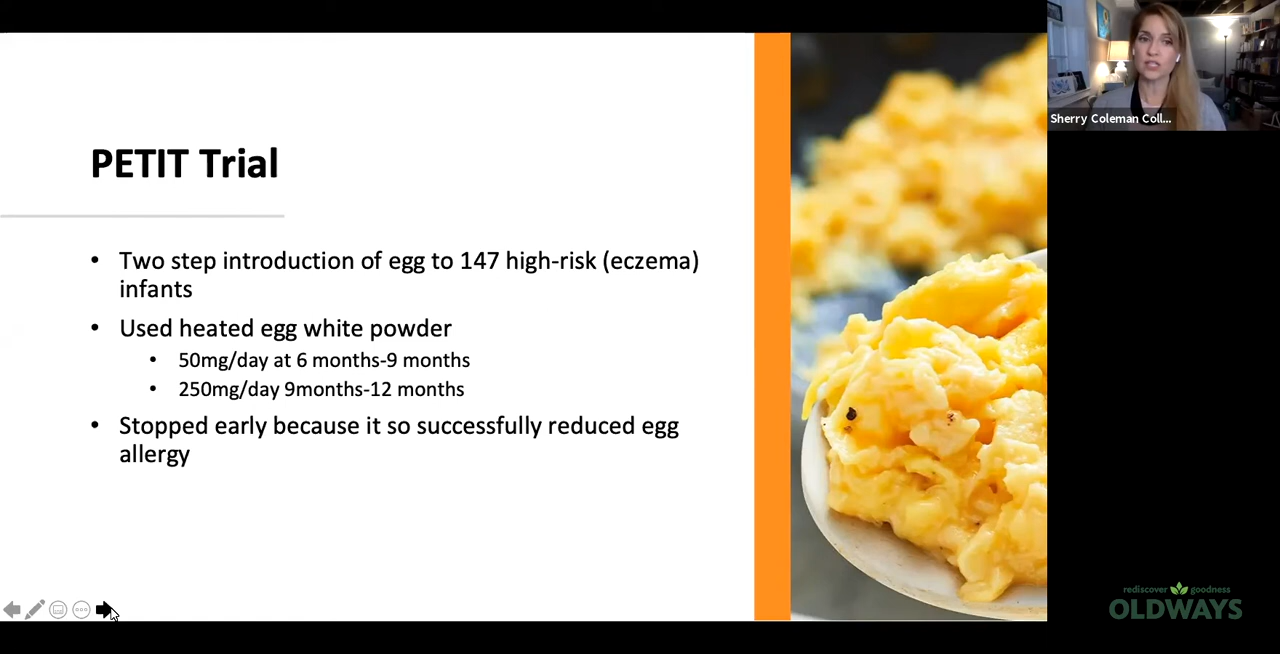 Sherry Coleman Coll...
PETIT Trial
• Two step introduction of egg to 147 high-risk (eczema)
infants
• Used heated egg white powder
• 50mg/day at 6 months-9 months
• 250mg/day 9months-12 months
• Stopped early because it so successfully reduced egg
allergy
rediscover goodness
OLDWAYS